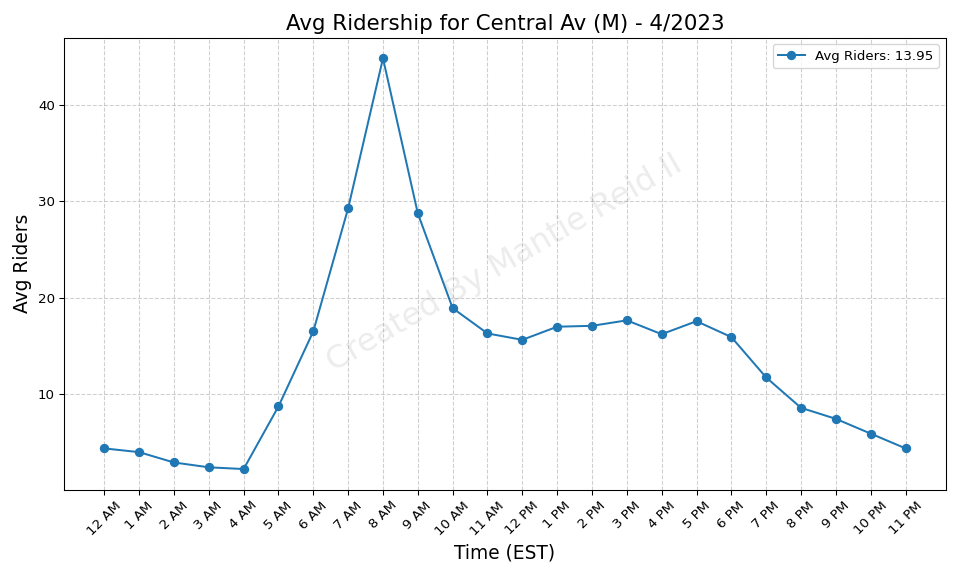 Avg Ridership for Central Av (M) - 4/2023
Avg Riders: 13.95
40
30
20
10
Avg Riders
Created By Mantie Reid II
12 AM
1 AM
2 AM
3 AM
4 AM
5 AM
6 AM
7 AM
8 AM
9 AM
10 AM
11 AM
12 PM
1 PM
2 PM
3 PM
4 PM
5 PM
6 PM
7 PM
8 PM
9 PM
10 PM
11 PM
Time (EST)